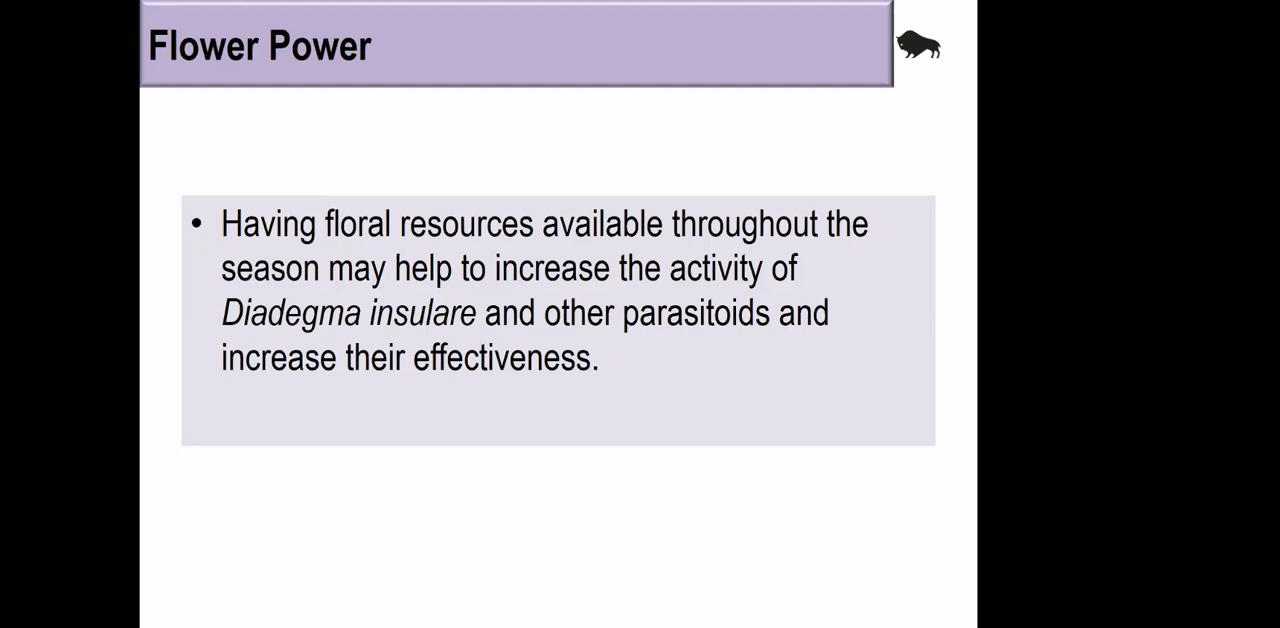 Flower Power
• Having floral resources available throughout the
season may help to increase the activity of
Diadegma insulare and other parasitoids and
increase their effectiveness.